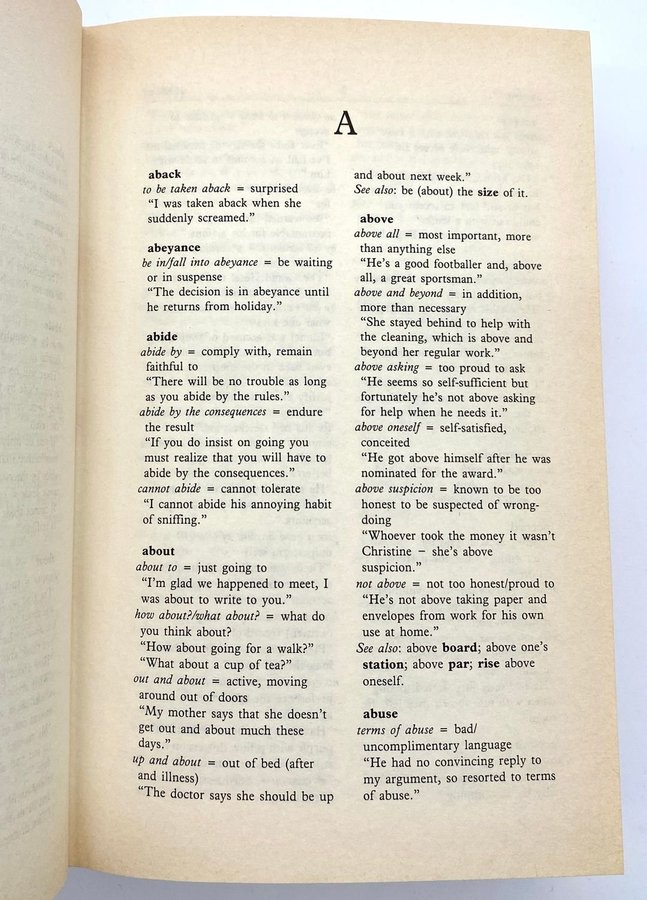 A
aback
to be taken aback = surprised
“I was taken aback when she
suddenly screamed.”
abeyance
be in/fall into abeyance = be waiting
or in suspense
“The decision is in abeyance until
he returns from holiday.”
abide
abide by = comply with, remain
faithful to
“There will be no trouble as long
as you abide by the rules.”
abide by the consequences = endure
the result
“If you do insist on going you
must realize that you will have to
abide by the consequences.”
cannot abide = cannot tolerate
“I cannot abide his annoying habit
of sniffing.”
about
about to = just going to
“I’m glad we happened to meet, I
was about to write to you.”
how about?/what about? = what do
you think about?
“How about going for a walk?”
“What about a cup of tea?”
out and about = active, moving
around out of doors
“My mother says that she doesn’t
get out and about much these
days.”
up and about = out of bed (after
and illness)
“The doctor says she should be up
and about next week.”
See also: be (about) the size of it.
above
above all = most important, more
than anything else
“He’s a good footballer and, above
all, a great sportsman.”
above and beyond = in addition,
more than necessary
“She stayed behind to help with
the cleaning, which is above and
beyond her regular work.”
above asking = too proud to ask
“He seems so self-sufficient but
fortunately he’s not above asking
for help when he needs it.”
above oneself = self-satisfied,
conceited
“He got above himself after he was
nominated for the award.”
above suspicion = known to be too
honest to be suspected of wrong-
doing
“Whoever took the money it wasn’t
Christine – she’s above
suspicion.”
not above = not too honest/proud to
“He’s not above taking paper and
envelopes from work for his own
use at home.”
See also: above board; above one’s
station; above par; rise above
oneself.
abuse
terms of abuse = bad/
uncomplimentary language
“He had no convincing reply to
my argument, so resorted to terms
of abuse.”